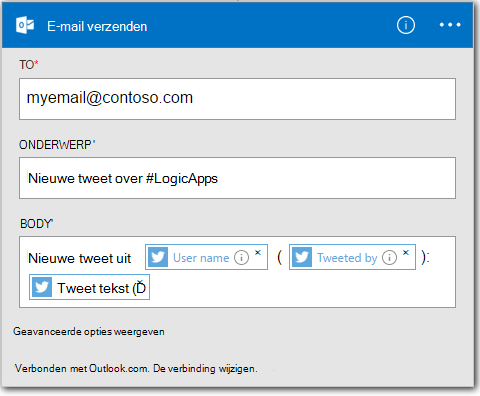 E-mail verzenden
TO*
myemail@contoso.com
ONDERWERP*
Nieuwe tweet over #LogicApps
BODY*
Nieuwe tweet uit User name ( Tweeted by ):
Tweet tekst (Ď
Geavanceerde opties weergeven
Verbonden met Outlook.com. De verbinding wijzigen.